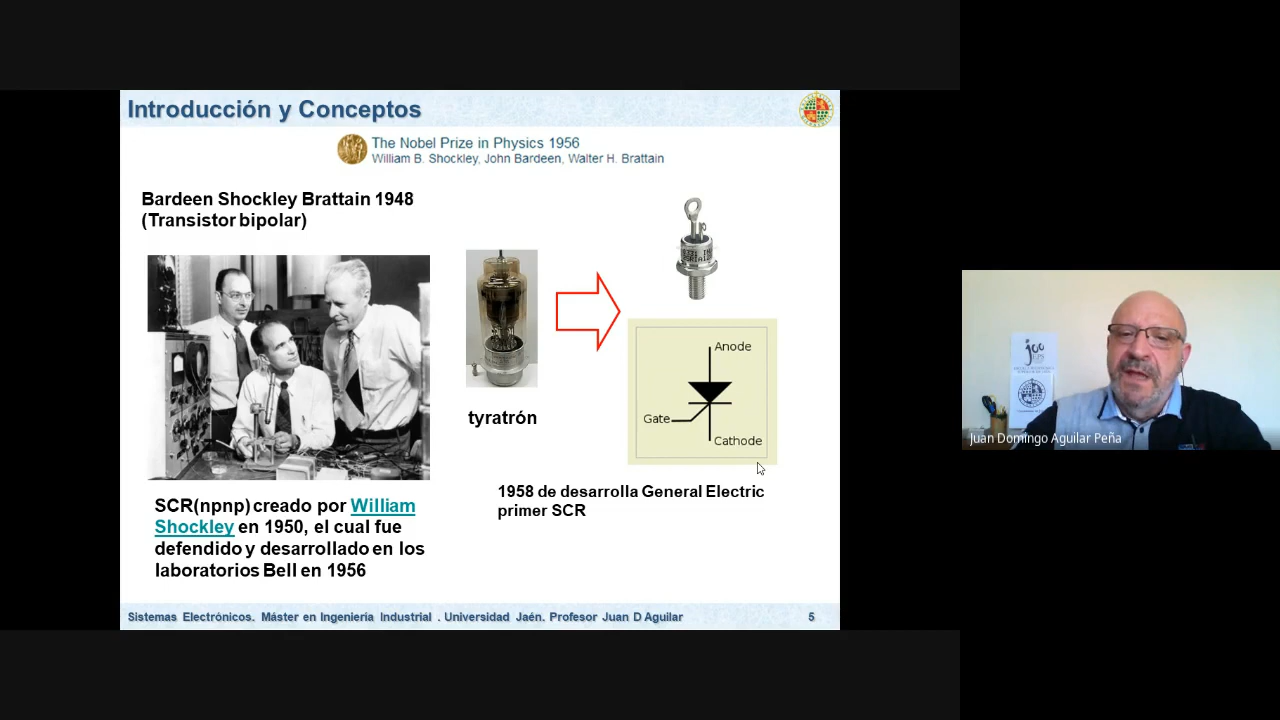 Introducción y Conceptos
The Nobel Prize in Physics 1956
William B. Shockley, John Bardeen, Walter H. Brattain
Bardeen Shockley Brattain 1948
(Transistor bipolar)
tyratrón
Anode
Gate
Cathode
SCR(npnp) creado por William
Shockley en 1950, el cual fue
defendido y desarrollado en los
laboratorios Bell en 1956
1958 de desarrolla General Electric
primer SCR
Sistemas Electrónicos. Máster en Ingeniería Industrial . Universidad Jaén. Profesor Juan D Aguilar
5
Juan Domingo Aguilar Peña